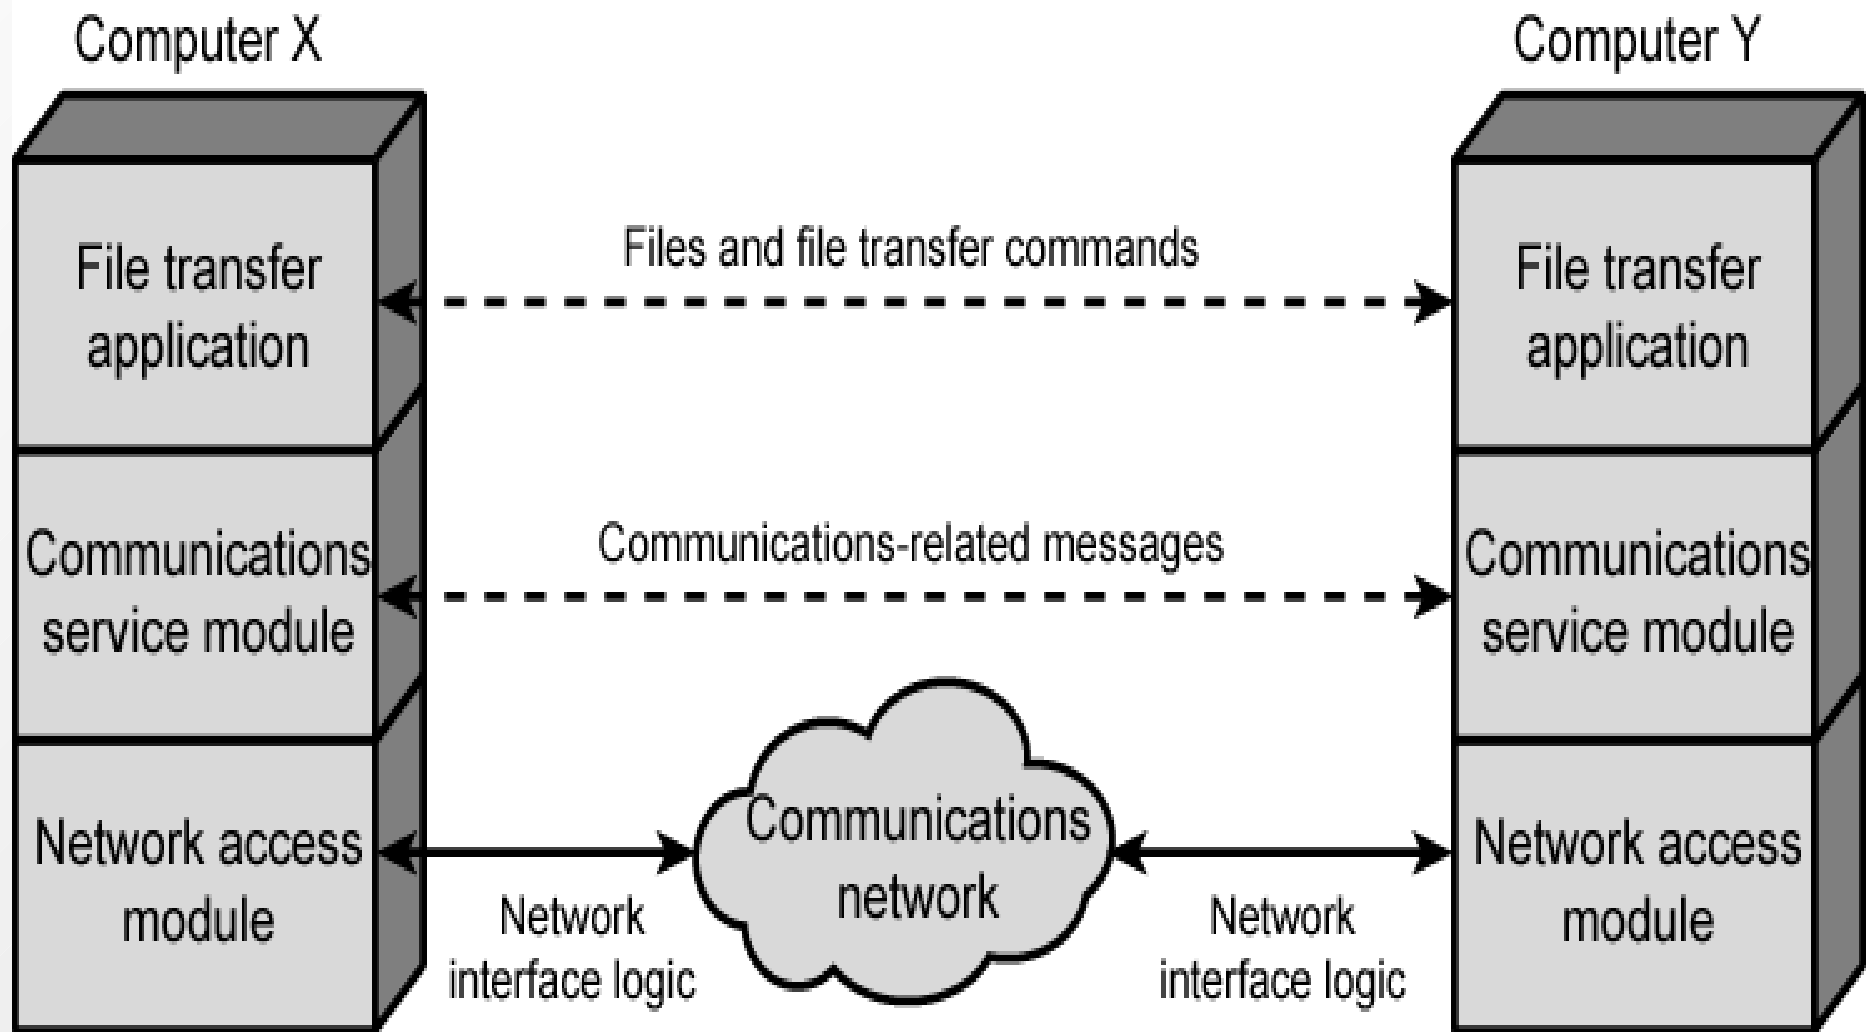 Computer X
Computer Y
File transfer
application
Files and file transfer commands
File transfer
application
Communications
service module
Communications-related messages
Communications
service module
Network access
module
Network
interface logic
Communications
network
Network
interface logic
Network access
module